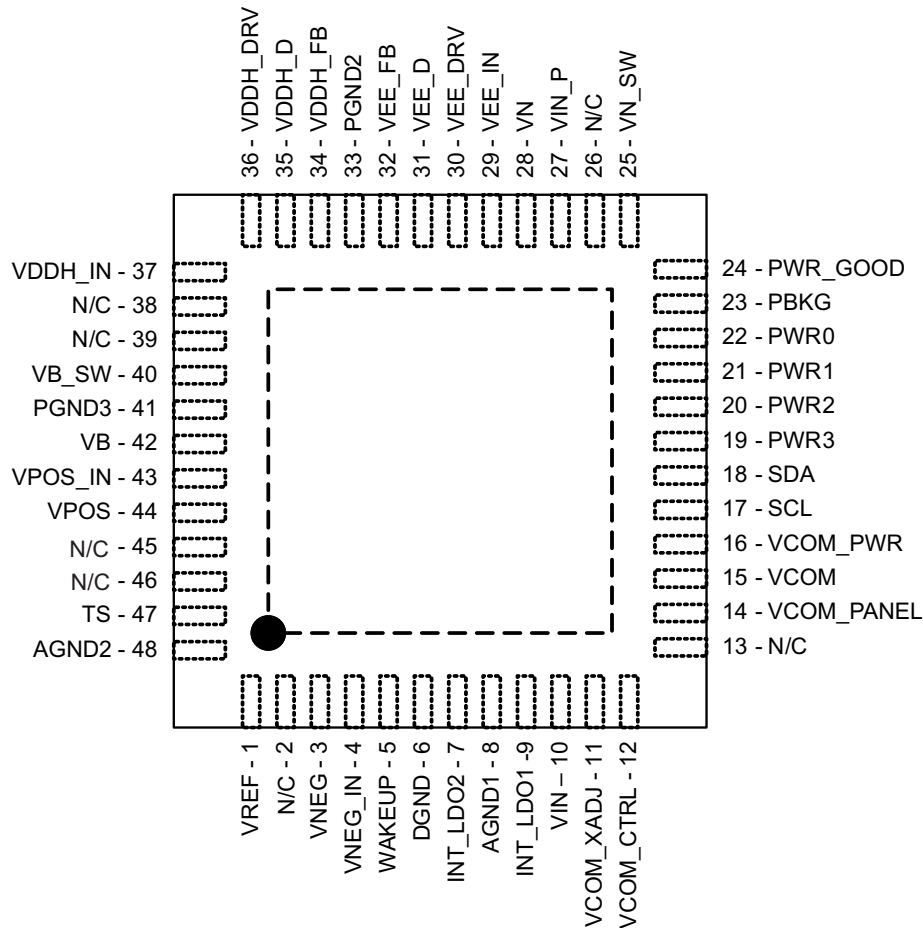 36 - VDDH_DRV
35 - VDDH_D
34 - VDDH_FB
33 - PGND2
32 - VEE_FB
31 - VEE_D
30 - VEE_DRV
29 - VEE_IN
28 - VN
27 - VIN_P
26 - N/C
25 - VN_SW
VDDH_IN - 37
N/C - 38
N/C - 39
VB_SW - 40
PGND3 - 41
VB - 42
VPOS_IN - 43
VPOS - 44
N/C - 45
N/C - 46
TS - 47
AGND2 - 48
24 - PWR_GOOD
23 - PBKG
22 - PWR0
21 - PWR1
20 - PWR2
19 - PWR3
18 - SDA
17 - SCL
16 - VCOM_PWR
15 - VCOM
14 - VCOM_PANEL
13 - N/C
VREF - 1
N/C - 2
VNEG - 3
VNEG_IN - 4
WAKEUP - 5
DGND - 6
INT_LDO2 - 7
AGND1 - 8
INT_LDO1 -9
VIN – 10
VCOM_XADJ - 11
VCOM_CTRL - 12